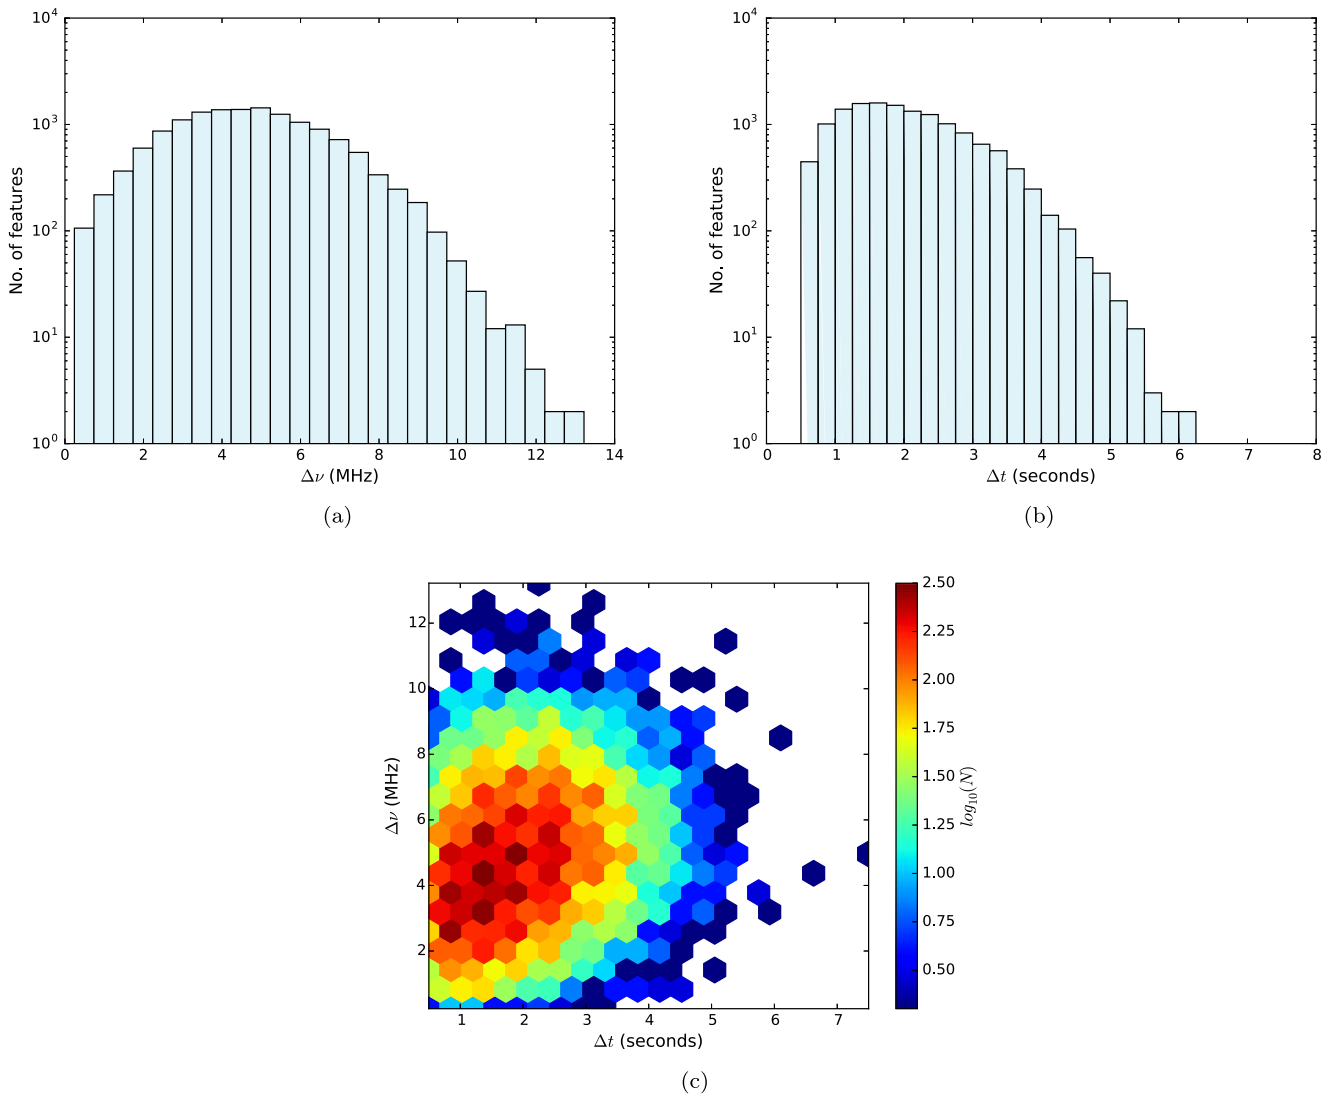 10^4
10^3
10^2
10^1
10^0
No. of features
0 2 4 6 8 10 12 14
Δν (MHz)
(a)
10^4
10^3
10^2
10^1
10^0
No. of features
0 1 2 3 4 5 6 7 8
Δt (seconds)
(b)
12
10
8
6
4
2
Δν (MHz)
1 2 3 4 5 6 7
Δt (seconds)
2.50
2.25
2.00
1.75
1.50
1.25
1.00
0.75
0.50
log_10(N)
(c)